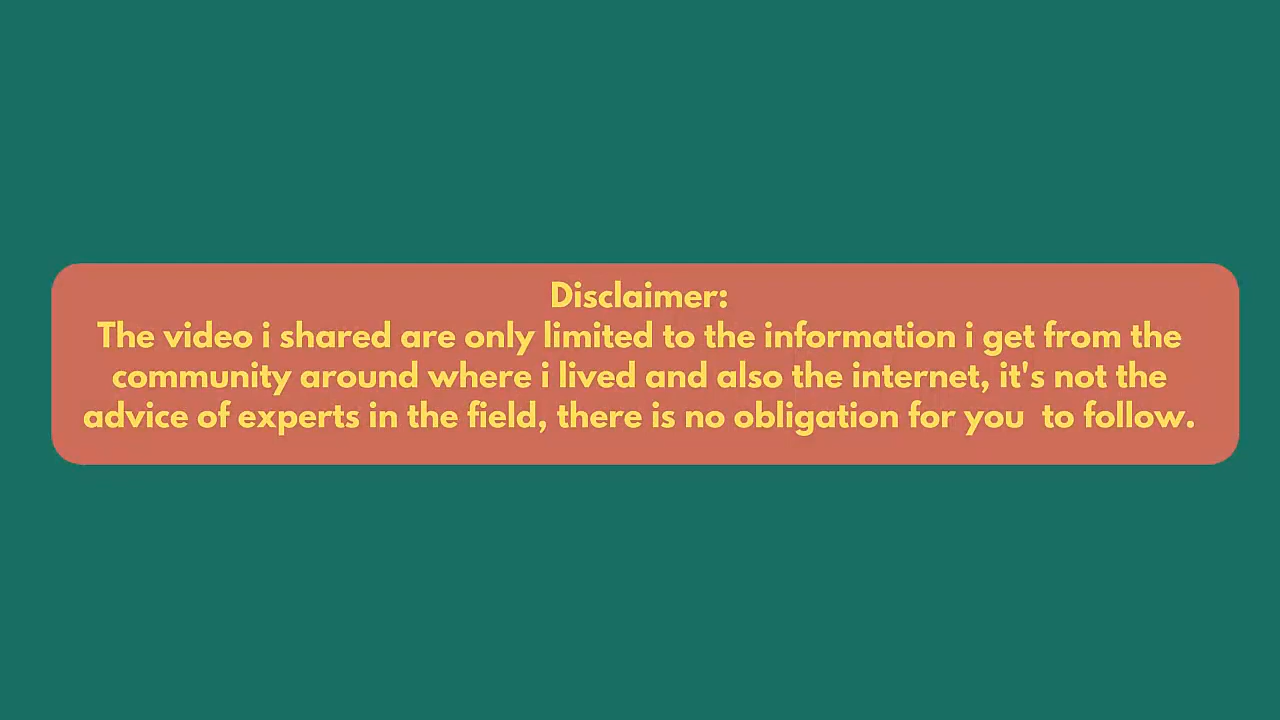 Disclaimer:
The video i shared are only limited to the information i get from the
community around where i lived and also the internet, it's not the
advice of experts in the field, there is no obligation for you  to follow.